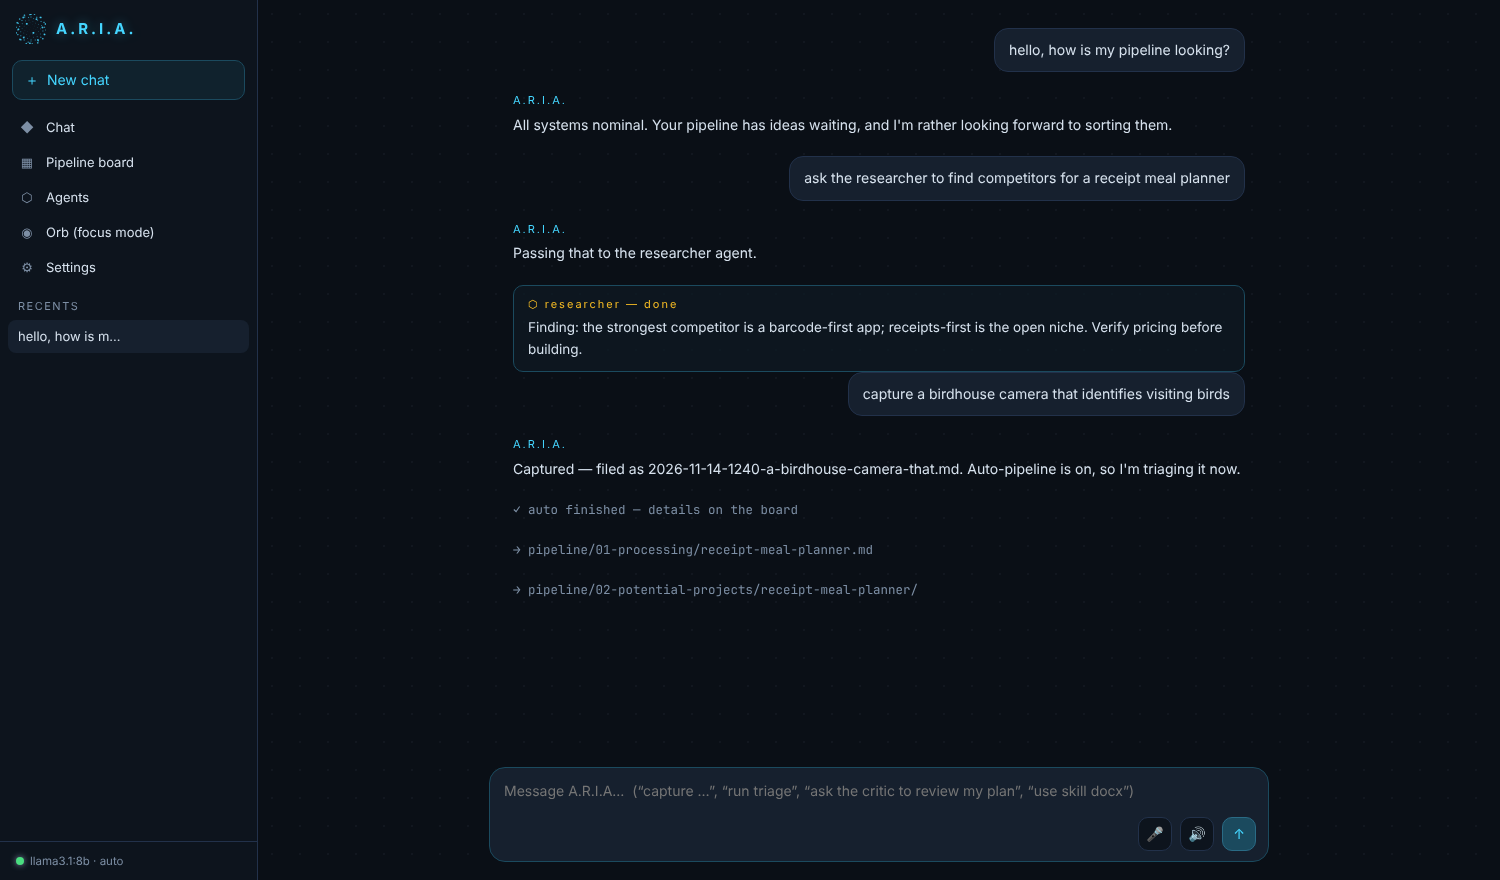 A.R.I.A.
+ New chat
Chat
Pipeline board
Agents
Orb (focus mode)
Settings
RECENTS
hello, how is m...
llama3.1:8b · auto
hello, how is my pipeline looking?
A.R.I.A.
All systems nominal. Your pipeline has ideas waiting, and I'm rather looking forward to sorting them.
ask the researcher to find competitors for a receipt meal planner
A.R.I.A.
Passing that to the researcher agent.
researcher — done
Finding: the strongest competitor is a barcode-first app; receipts-first is the open niche. Verify pricing before
building.
capture a birdhouse camera that identifies visiting birds
A.R.I.A.
Captured — filed as 2026-11-14-1240-a-birdhouse-camera-that.md. Auto-pipeline is on, so I'm triaging it now.
✓ auto finished — details on the board
→ pipeline/01-processing/receipt-meal-planner.md
→ pipeline/02-potential-projects/receipt-meal-planner/
Message A.R.I.A... (“capture ...”, “run triage”, “ask the critic to review my plan”, “use skill docx”)